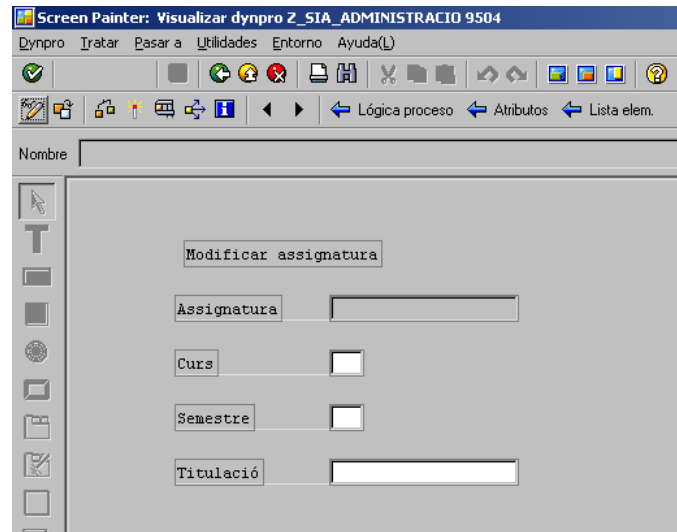 Screen Painter: Visualizar dynpro Z_SIA_ADMINISTRACIO 9504
Dynpro Tratar Pasar a Utilidades Entorno Ayuda(L)
Lógica proceso Atributos Lista elem.
Nombre
T
Modificar assignatura
Assignatura
Curs
Semestre
Titulació